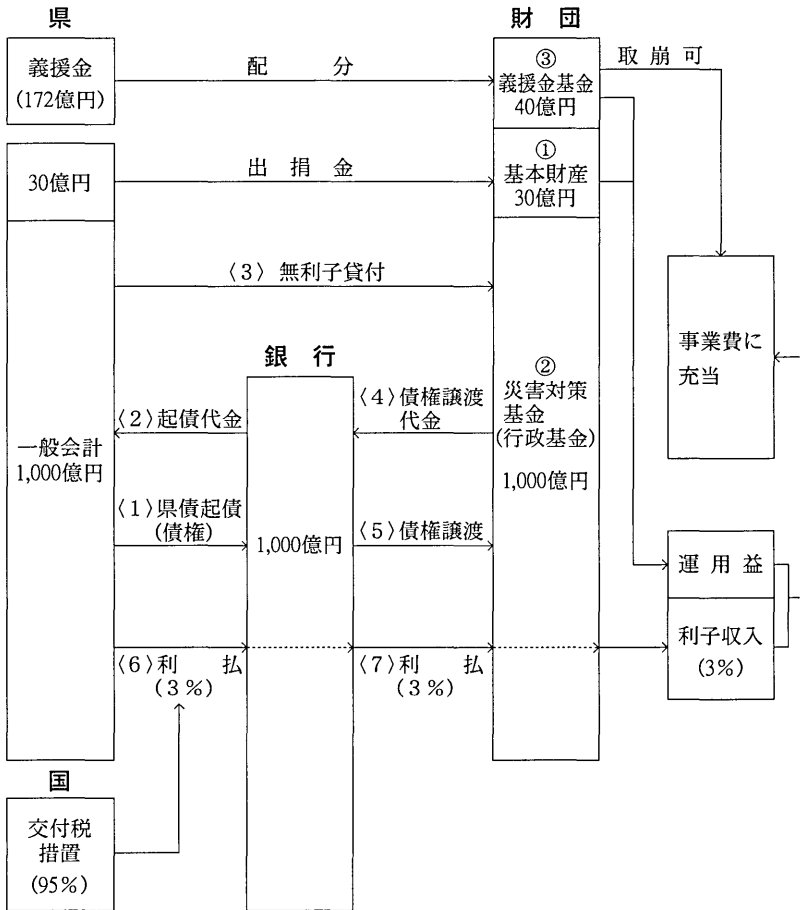 県
財　団
義援金
(172億円)
配　分
③
義援金基金
40億円
取 崩 可
30億円
出 捐 金
①
基本財産
30億円
〈3〉無利子貸付
銀　行
事業費に
充当
〈2〉起債代金
〈4〉債権譲渡
代金
②
災害対策
基金
(行政基金)
1,000億円
一般会計
1,000億円
〈1〉県債起債
(債権)
1,000億円
〈5〉債権譲渡
運 用 益
利子収入
(3%)
〈6〉利　払
(3%)
〈7〉利　払
(3%)
国
交付税
措置
(95%)